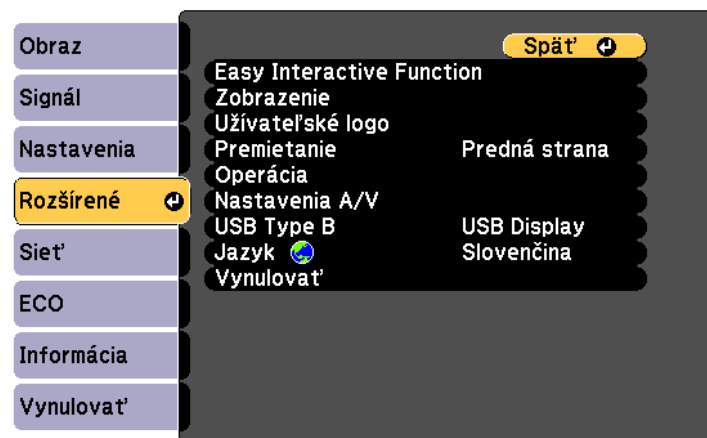 Obraz
Signál
Nastavenia
Rozšírené
Sieť
ECO
Informácia
Vynulovať
Späť
Easy Interactive Function
Zobrazenie
Užívateľské logo
Premietanie Predná strana
Operácia
Nastavenia A/V
USB Type B USB Display
Jazyk Slovenčina
Vynulovať